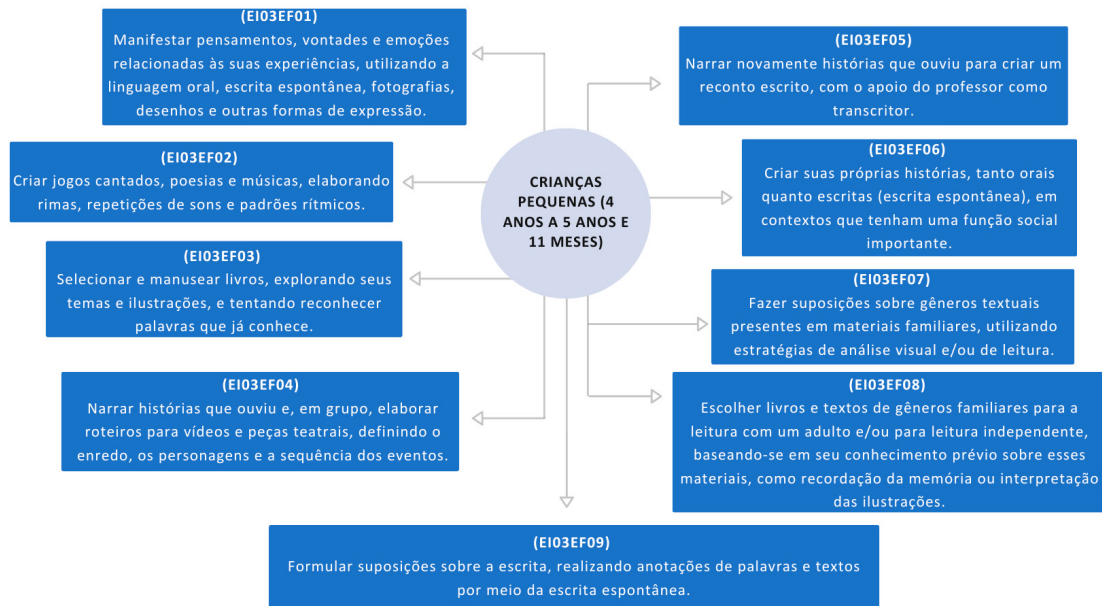 (EI03EF01)
Manifestar pensamentos, vontades e emoções
relacionadas às suas experiências, utilizando a
linguagem oral, escrita espontânea, fotografias,
desenhos e outras formas de expressão.
(EI03EF02)
Criar jogos cantados, poesias e músicas, elaborando
rimas, repetições de sons e padrões rítmicos.
(EI03EF03)
Selecionar e manusear livros, explorando seus
temas e ilustrações, e tentando reconhecer
palavras que já conhece.
(EI03EF04)
Narrar histórias que ouviu e, em grupo, elaborar
roteiros para vídeos e peças teatrais, definindo o
enredo, os personagens e a sequência dos eventos.
CRIANÇAS
PEQUENAS (4
ANOS A 5 ANOS E
11 MESES)
(EI03EF05)
Narrar novamente histórias que ouviu para criar um
reconto escrito, com o apoio do professor como
transcritor.
(EI03EF06)
Criar suas próprias histórias, tanto orais
quanto escritas (escrita espontânea), em
contextos que tenham uma função social
importante.
(EI03EF07)
Fazer suposições sobre gêneros textuais
presentes em materiais familiares, utilizando
estratégias de análise visual e/ou de leitura.
(EI03EF08)
Escolher livros e textos de gêneros familiares para a
leitura com um adulto e/ou para leitura independente,
baseando-se em seu conhecimento prévio sobre esses
materiais, como recordação da memória ou interpretação
das ilustrações.
(EI03EF09)
Formular suposições sobre a escrita, realizando anotações de palavras e textos
por meio da escrita espontânea.